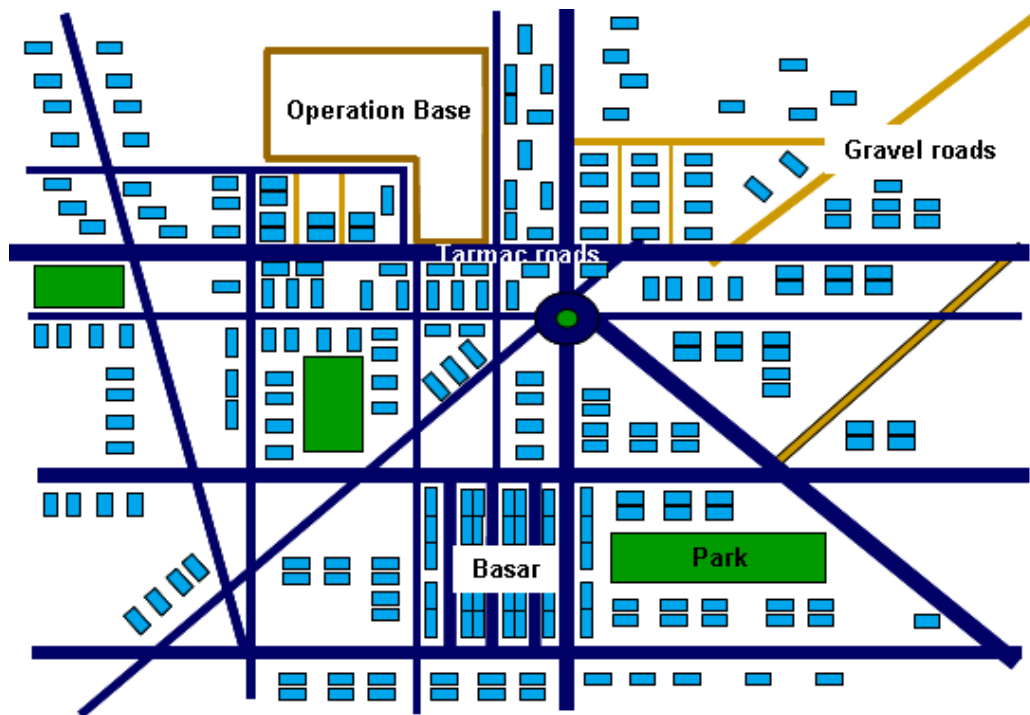 Operation Base
Gravel roads
Tarmac roads
Park
Basar